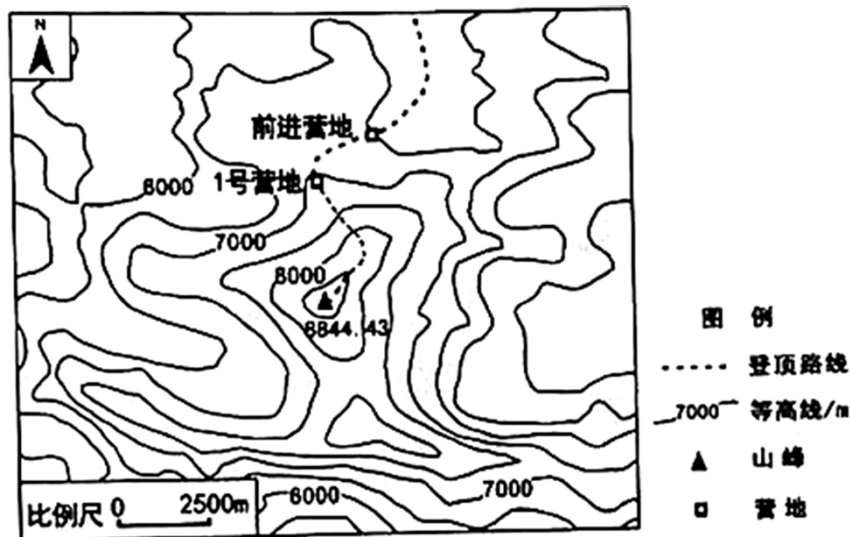 N
前进营地
6000
1号营地
7000
8000
8844.43
图 例
登顶路线
7000 等高线/m
山峰
营地
6000
7000
比例尺 0 2500m